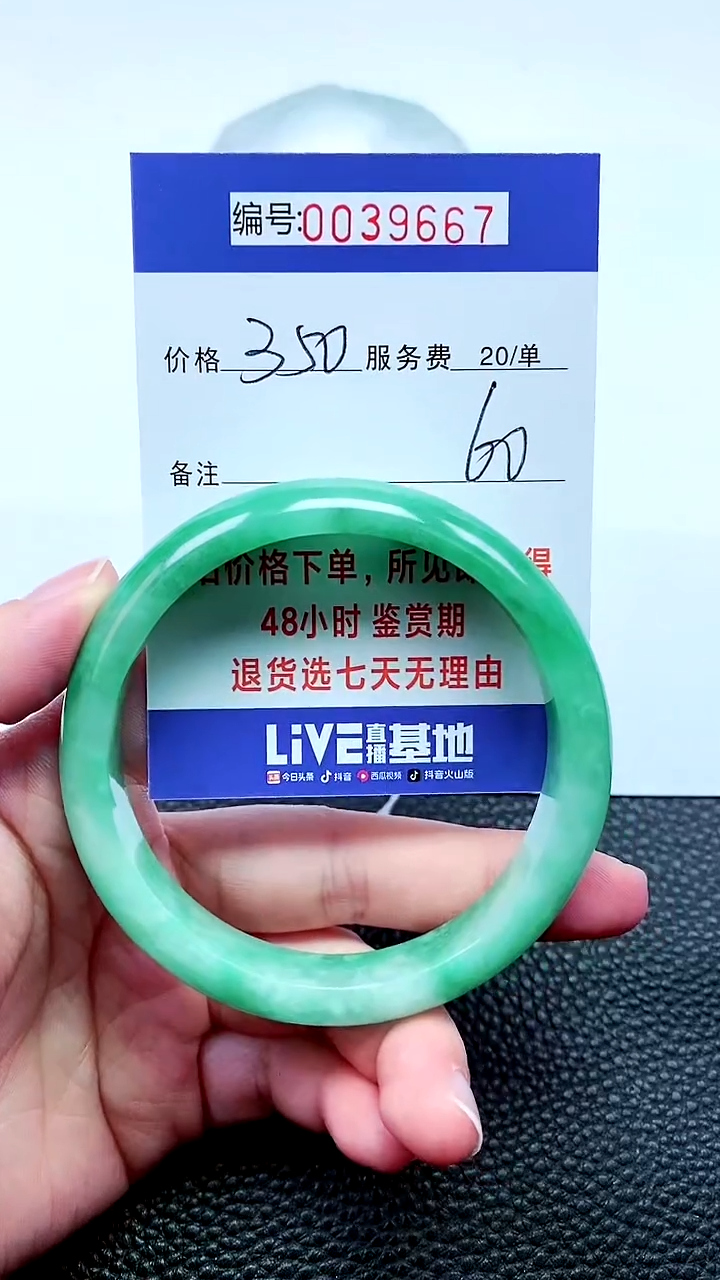 编号:0039667
价格 350 服务费 20/单
备注 60
价格下单，所见 得
48小时 鉴赏期
退货选七天无理由
LiVE直播基地
头条 今日头条 抖音 西瓜视频 抖音火山版